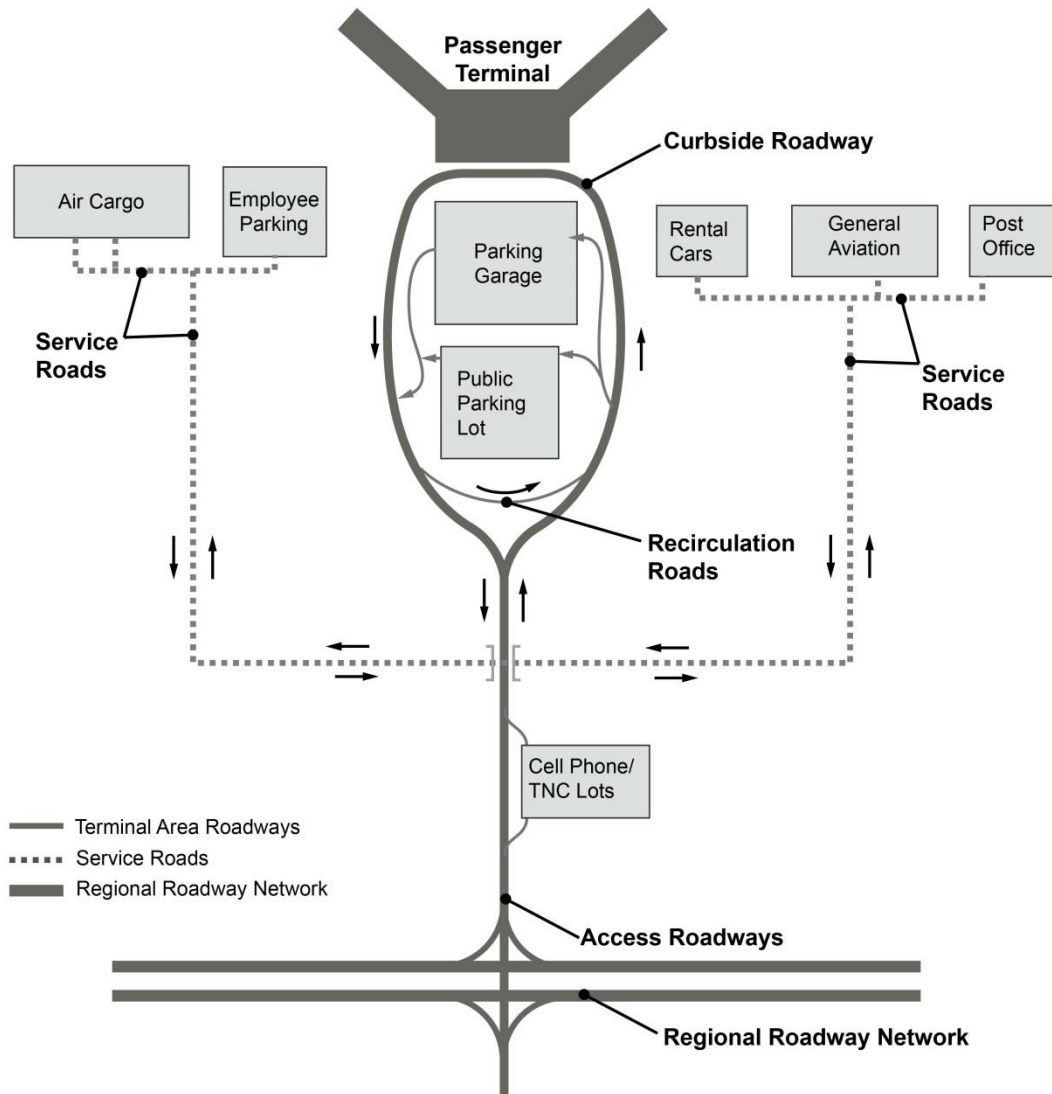 Passenger
Terminal
Curbside Roadway
Air Cargo
Employee
Parking
Parking
Garage
Rental
Cars
General
Aviation
Post
Office
Service
Roads
Public
Parking
Lot
Service
Roads
Recirculation
Roads
Cell Phone/
TNC Lots
Terminal Area Roadways
Service Roads
Regional Roadway Network
Access Roadways
Regional Roadway Network